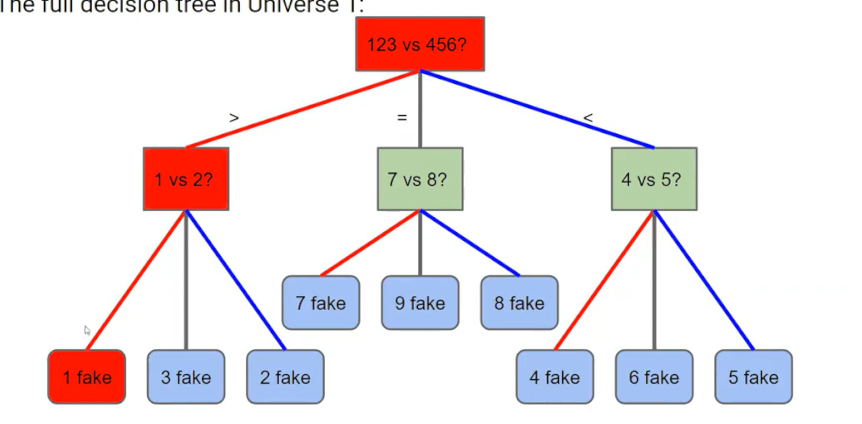 The full decision tree in Universe 1:
123 vs 456?
> = <
1 vs 2? 7 vs 8? 4 vs 5?
7 fake 9 fake 8 fake
1 fake 3 fake 2 fake 4 fake 6 fake 5 fake